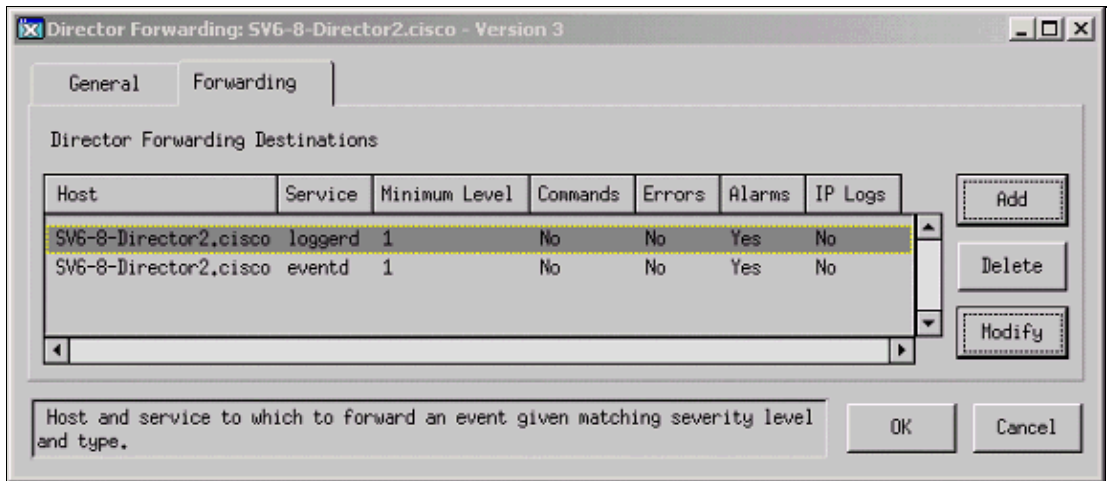 Director Forwarding: SV6-8-Director2.cisco - Version 3
General Forwarding
Director Forwarding Destinations
Host Service Minimum Level Commands Errors Alarms IP Logs
SV6-8-Director2.cisco loggerd 1 No No Yes No
SV6-8-Director2.cisco eventd 1 No No Yes No
Add
Delete
Modify
Host and service to which to forward an event given matching severity level
and type.
OK Cancel